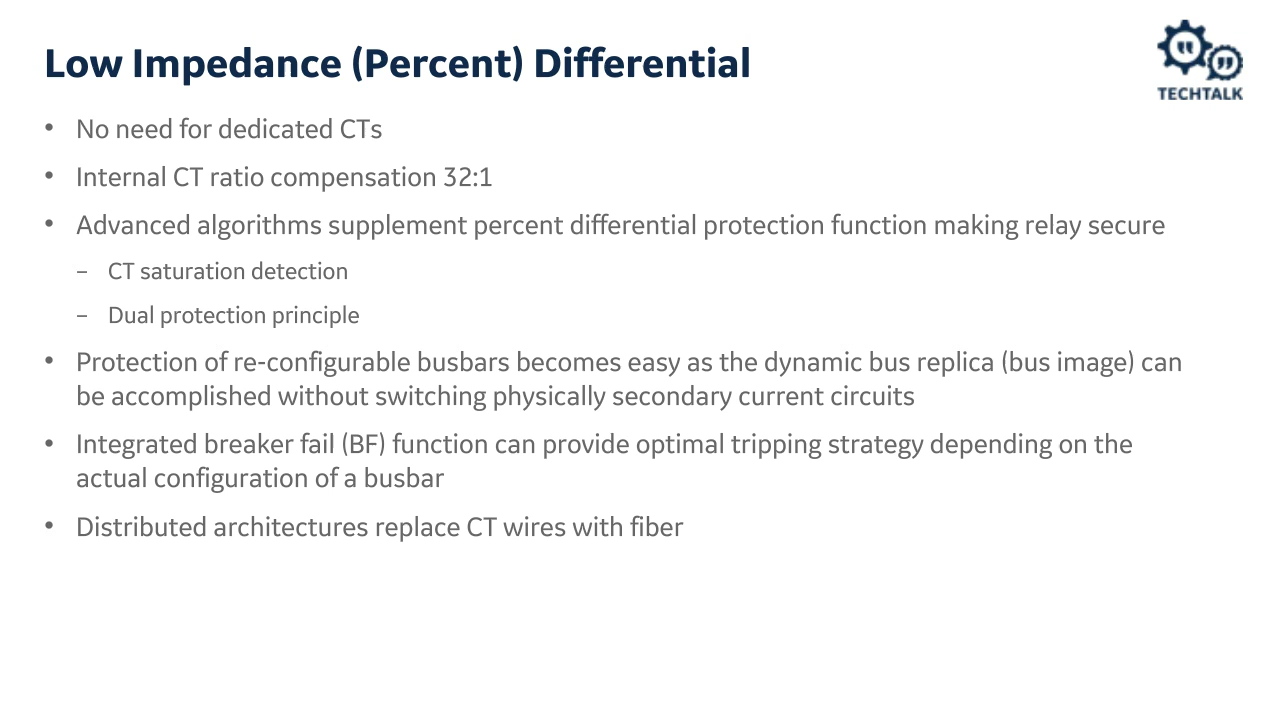 Low Impedance (Percent) Differential
TECHTALK
• No need for dedicated CTs
• Internal CT ratio compensation 32:1
• Advanced algorithms supplement percent differential protection function making relay secure
– CT saturation detection
– Dual protection principle
• Protection of re-configurable busbars becomes easy as the dynamic bus replica (bus image) can
be accomplished without switching physically secondary current circuits
• Integrated breaker fail (BF) function can provide optimal tripping strategy depending on the
actual configuration of a busbar
• Distributed architectures replace CT wires with fiber